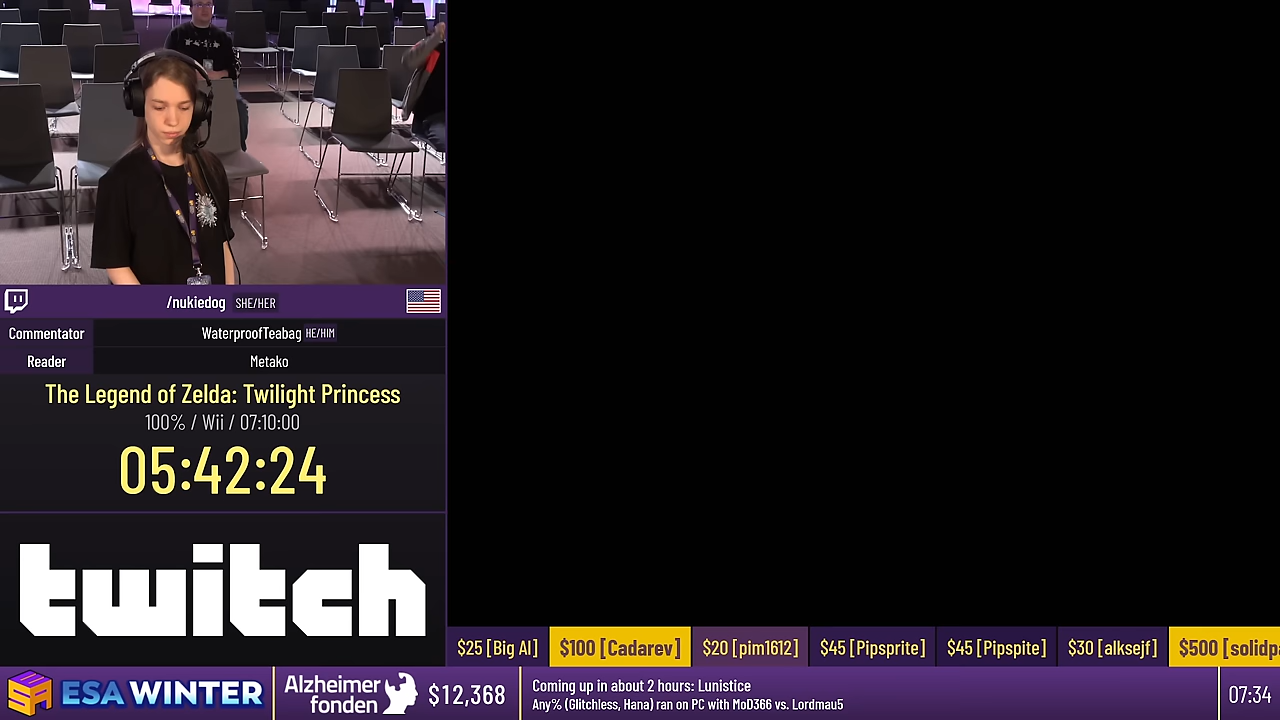 /nukiedog SHE/HER
Commentator WaterproofTeabag HE/HIM
Reader Metako
The Legend of Zelda: Twilight Princess
100% / Wii / 07:10:00
05:42:24
twitch
$25 [Big Al] $100 [Cadarev] $20 [pim1612] $45 [Pipsprite] $45 [Pipspite] $30 [alksejf] $500 [solidpa
ESA WINTER
Alzheimer
fonden
$12,368
Coming up in about 2 hours: Lunistice
Any% (Glitchless, Hana) ran on PC with MoD366 vs. Lordmau5
07:34